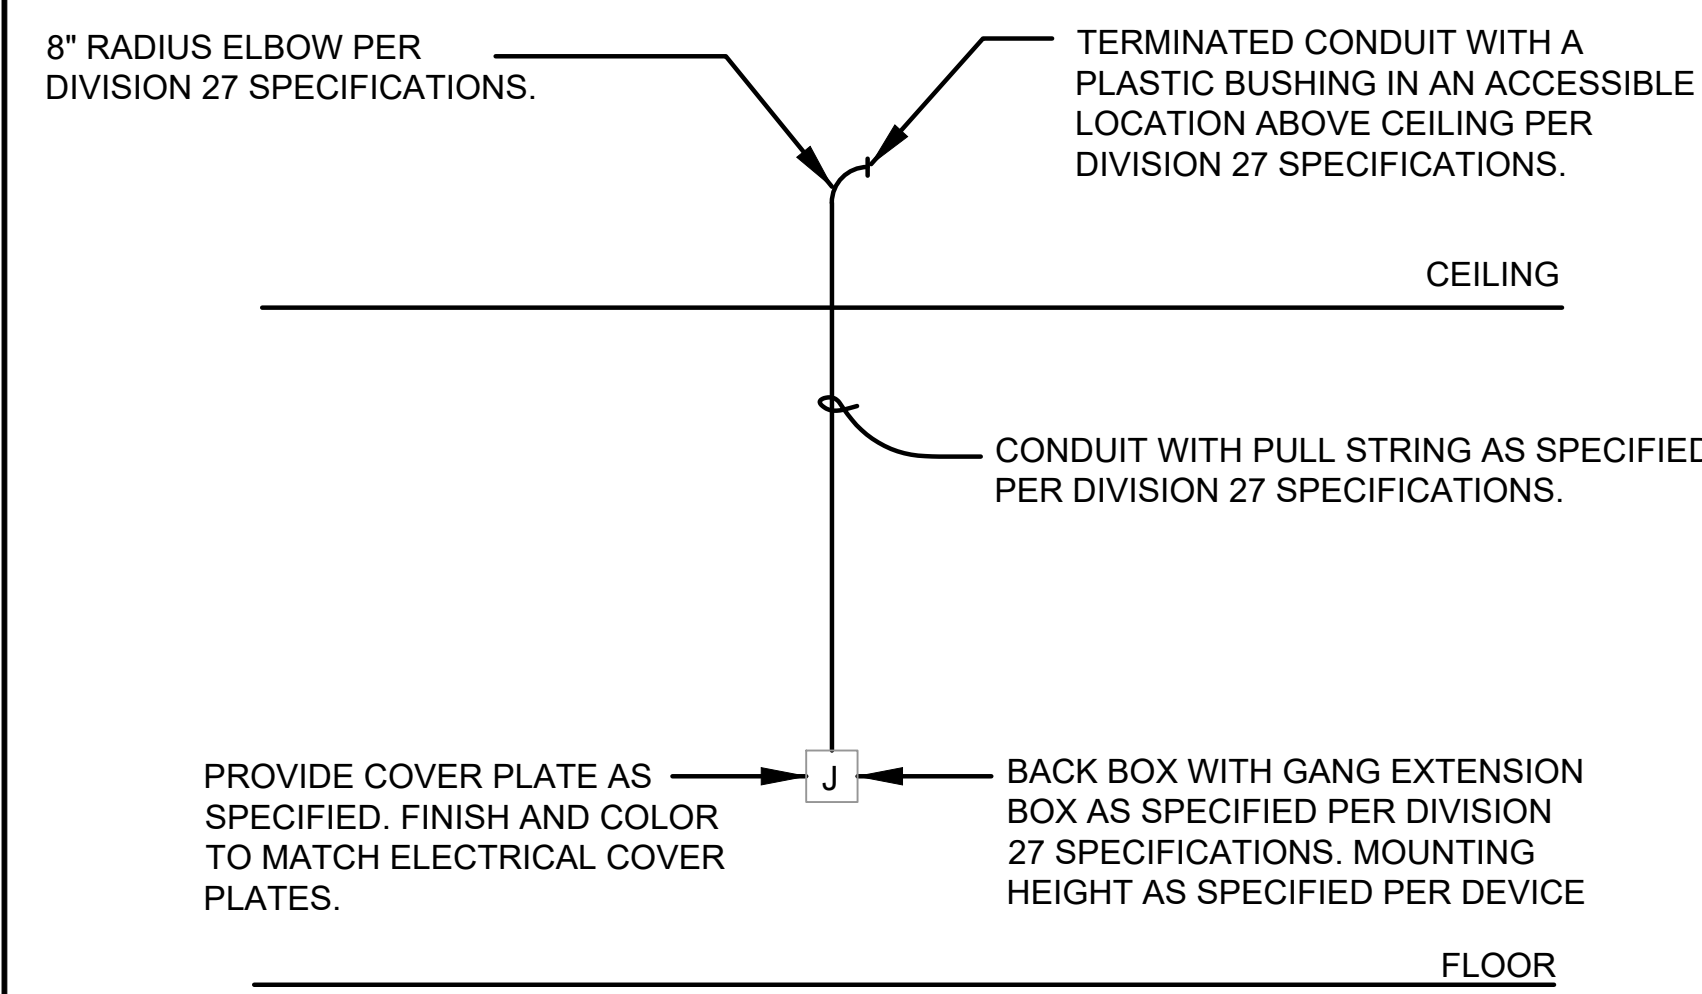 8" RADIUS ELBOW PER
DIVISION 27 SPECIFICATIONS.
TERMINATED CONDUIT WITH A
PLASTIC BUSHING IN AN ACCESSIBLE
LOCATION ABOVE CEILING PER
DIVISION 27 SPECIFICATIONS.
CEILING
CONDUIT WITH PULL STRING AS SPECIFIED
PER DIVISION 27 SPECIFICATIONS.
PROVIDE COVER PLATE AS
SPECIFIED. FINISH AND COLOR
TO MATCH ELECTRICAL COVER
PLATES.
J
BACK BOX WITH GANG EXTENSION
BOX AS SPECIFIED PER DIVISION
27 SPECIFICATIONS. MOUNTING
HEIGHT AS SPECIFIED PER DEVICE
FLOOR